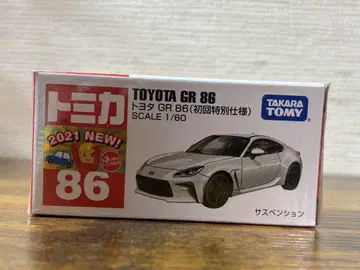 トミカ
2021 NEW!
86
TOYOTA GR 86
トヨタ GR 86(初回特別仕様)
SCALE 1/60
TAKARA
TOMY
サスペンション